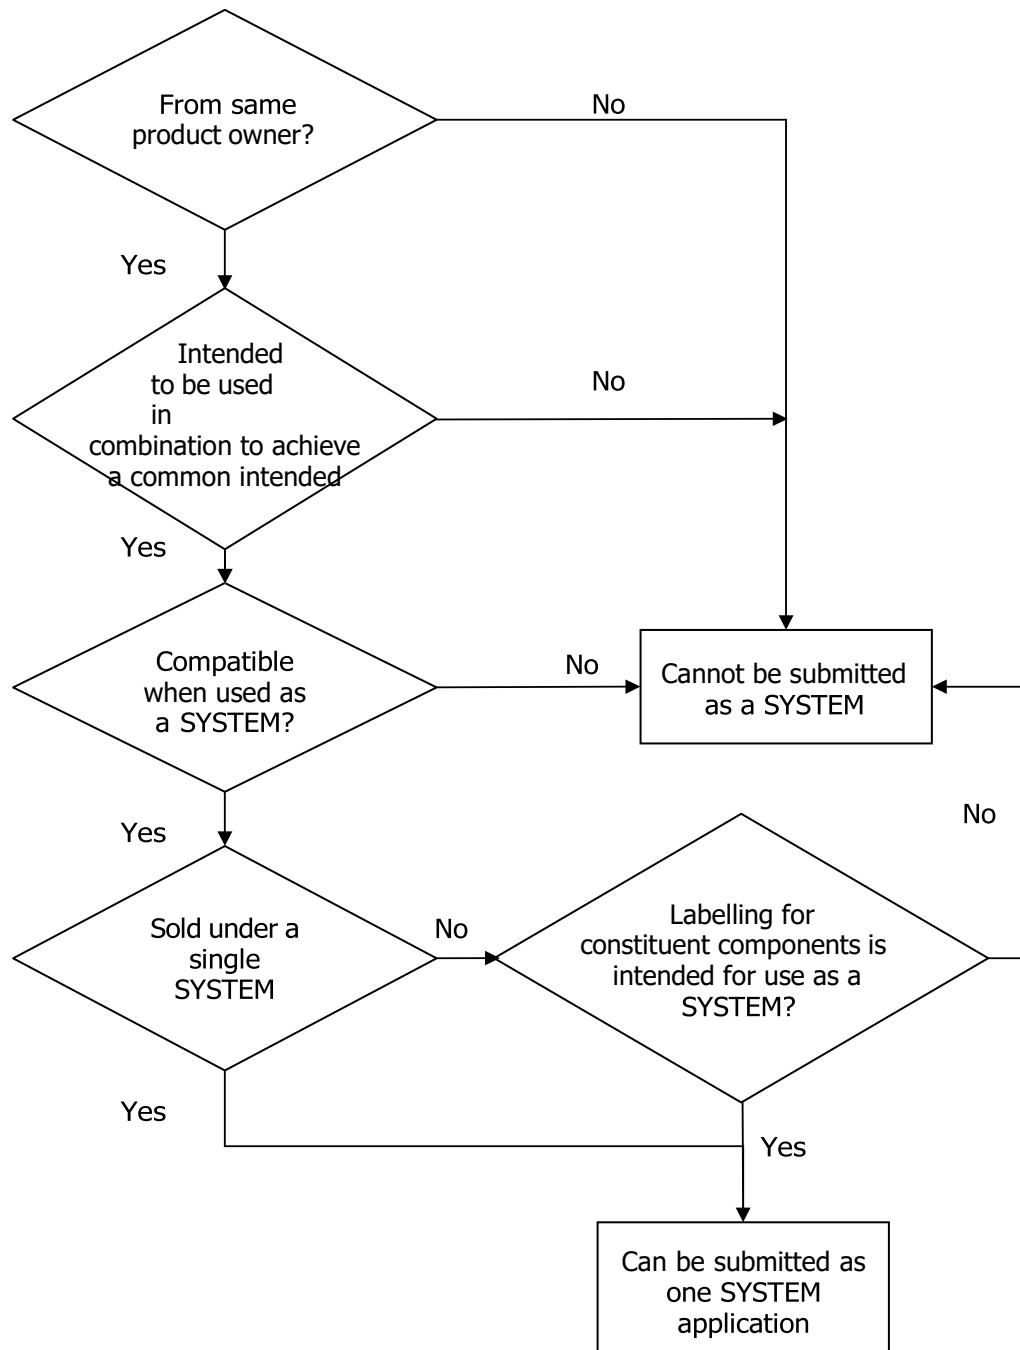 From same
product owner?
No
Yes
Intended
to be used
in
combination to achieve
a common intended
No
Yes
Compatible
when used as
a SYSTEM?
No
Cannot be submitted
as a SYSTEM
Yes
Sold under a
single
SYSTEM
No
Labelling for
constituent components is
intended for use as a
SYSTEM?
No
Yes
Yes
Can be submitted as
one SYSTEM
application